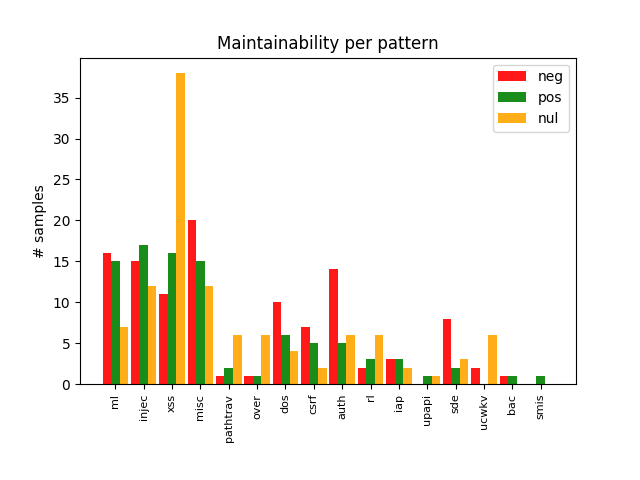 Maintainability per pattern
neg
pos
nul
# samples
35
30
25
20
15
10
5
0
ml
injec
xss
misc
pathtrav
over
dos
csrf
auth
rl
iap
upapi
sde
ucwkv
bac
smis